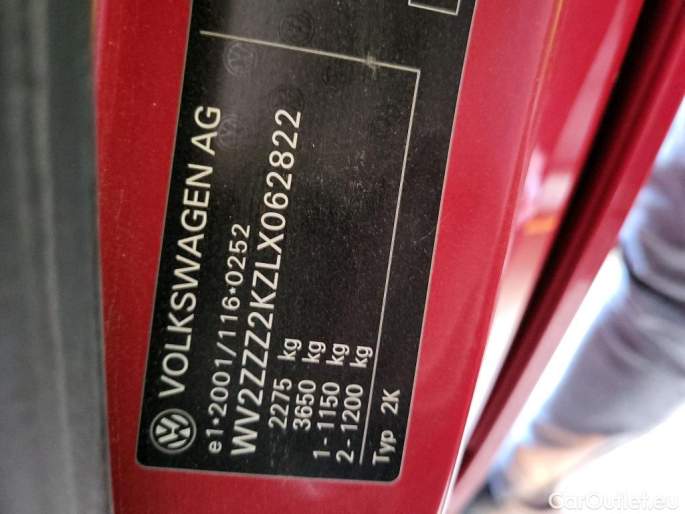 VOLKSWAGEN AG
e1*2001/116*0252
WV2ZZZ2KZLX062822
2275 kg
3650 kg
1-1150 kg
2-1200 kg
Typ 2K
CarOutlet.eu